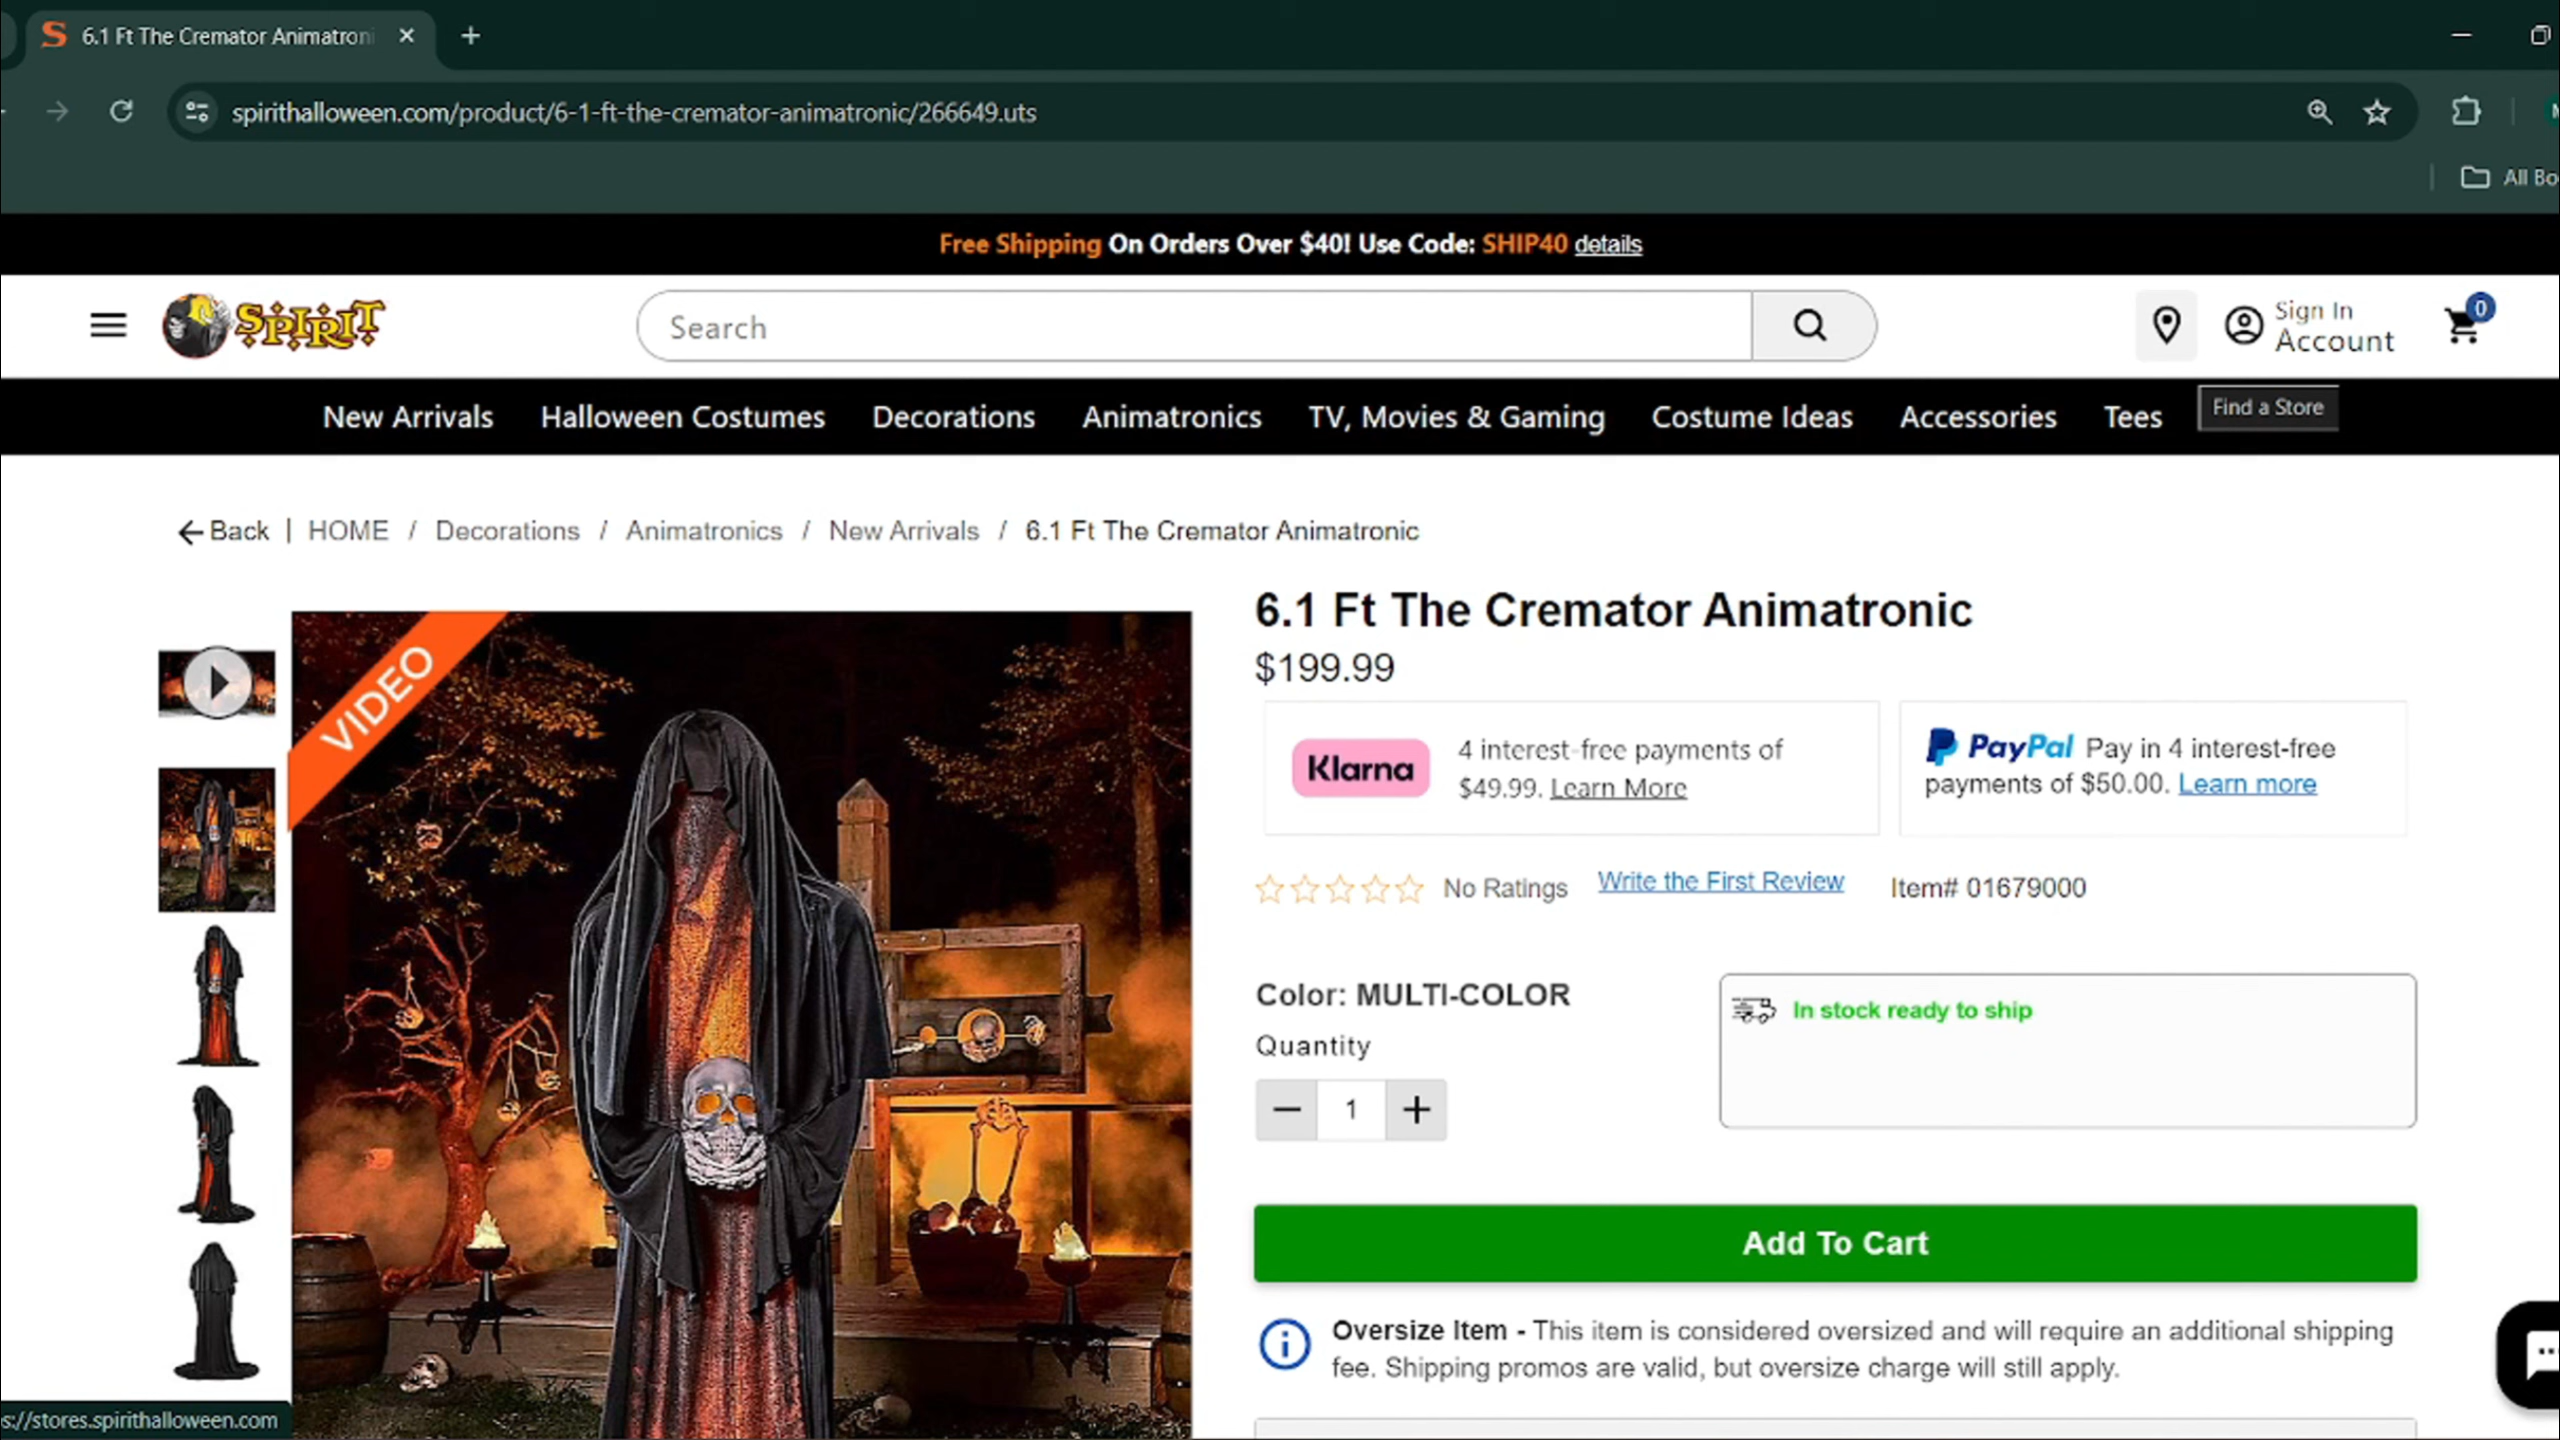 6.1 Ft The Cremator Animatroni
spirithalloween.com/product/6-1-ft-the-cremator-animatronic/266649.uts
All Bo
Free Shipping On Orders Over $40! Use Code: SHIP40 details
SPIRIT
Search
Sign In
Account
0
New Arrivals Halloween Costumes Decorations Animatronics TV, Movies & Gaming Costume Ideas Accessories Tees Find a Store
Back | HOME / Decorations / Animatronics / New Arrivals / 6.1 Ft The Cremator Animatronic
VIDEO
6.1 Ft The Cremator Animatronic
$199.99
Klarna
4 interest-free payments of
$49.99. Learn More
PayPal Pay in 4 interest-free
payments of $50.00. Learn more
No Ratings Write the First Review Item# 01679000
Color: MULTI-COLOR
Quantity
− 1 +
In stock ready to ship
Add To Cart
Oversize Item - This item is considered oversized and will require an additional shipping
fee. Shipping promos are valid, but oversize charge will still apply.
s://stores.spirithalloween.com